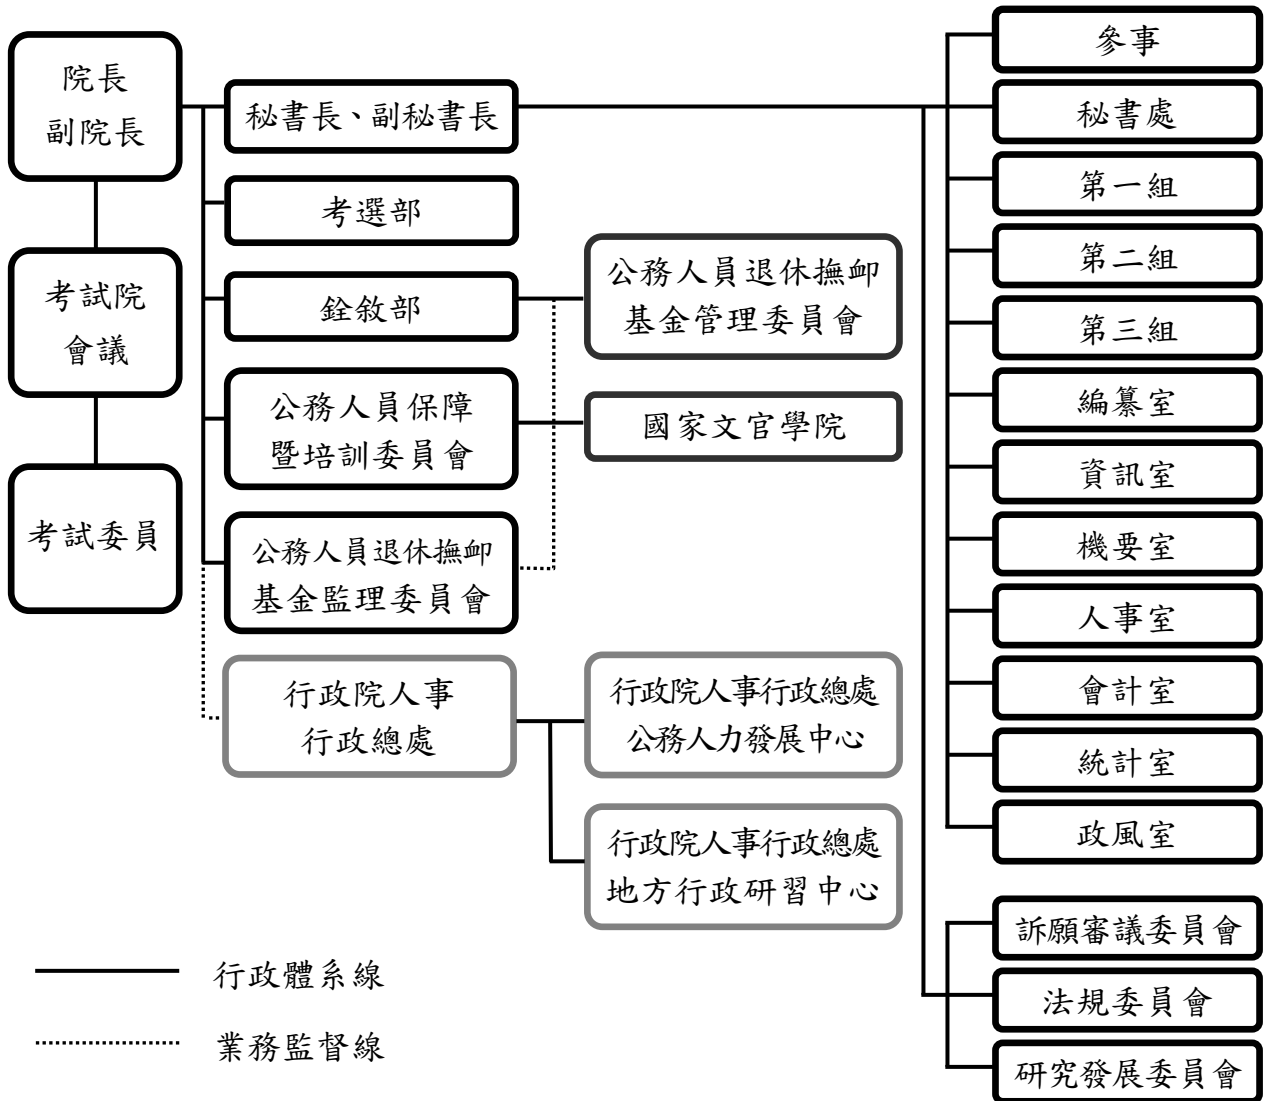 院長
副院長
考試院
會議
考試委員
秘書長、副秘書長
考選部
銓敘部
公務人員保障
暨培訓委員會
公務人員退休撫卹
基金監理委員會
行政院人事
行政總處
公務人員退休撫卹
基金管理委員會
國家文官學院
行政院人事行政總處
公務人力發展中心
行政院人事行政總處
地方行政研習中心
參事
秘書處
第一組
第二組
第三組
編纂室
資訊室
機要室
人事室
會計室
統計室
政風室
訴願審議委員會
法規委員會
研究發展委員會
行政體系線
業務監督線